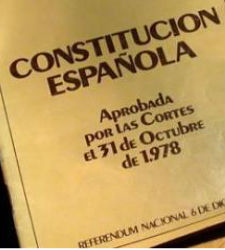 CONSTITUCION
ESPAÑOLA
APROBADA
POR LAS CORTES
EL 31 DE OCTUBRE
DE 1.978
REFERENDUM NACIONAL 6 DE DIC